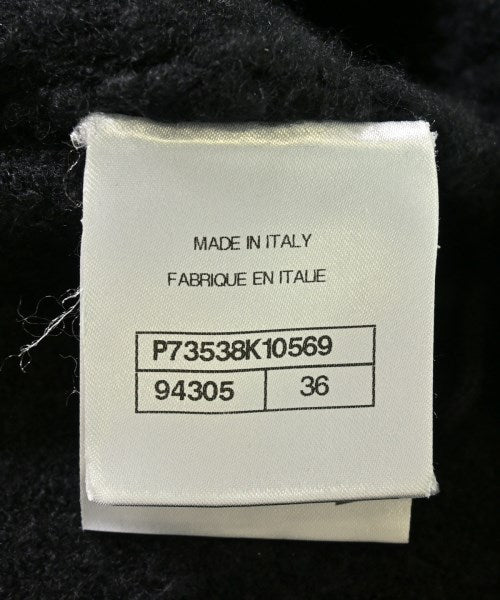 MADE IN ITALY
FABRIQUE EN ITALIE
P73538K10569
94305 36